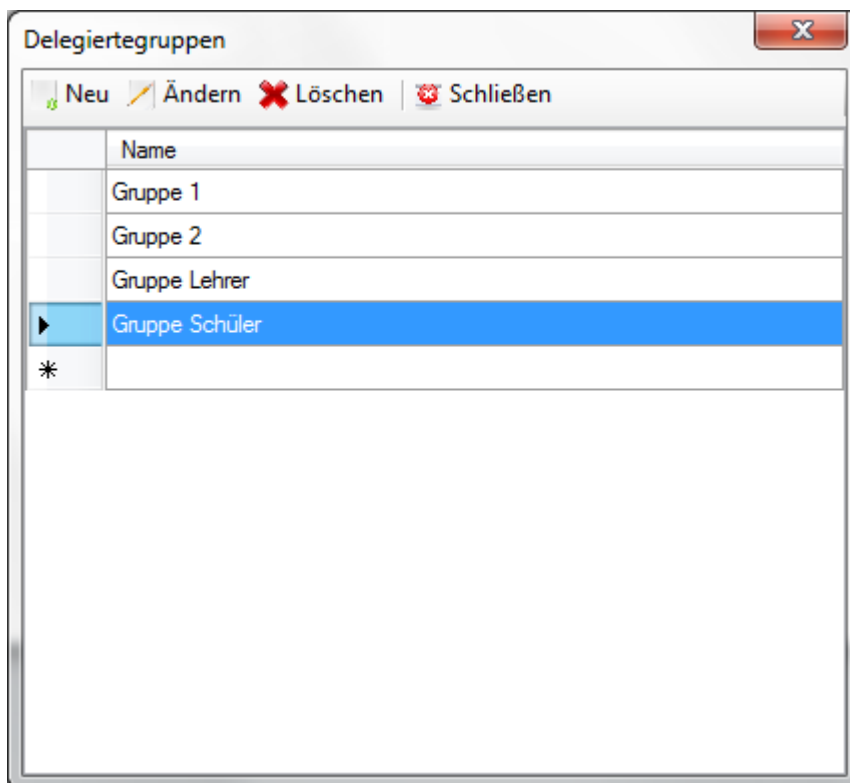 Delegiertegruppen
Neu Ändern Löschen Schließen
Name
Gruppe 1
Gruppe 2
Gruppe Lehrer
Gruppe Schüler